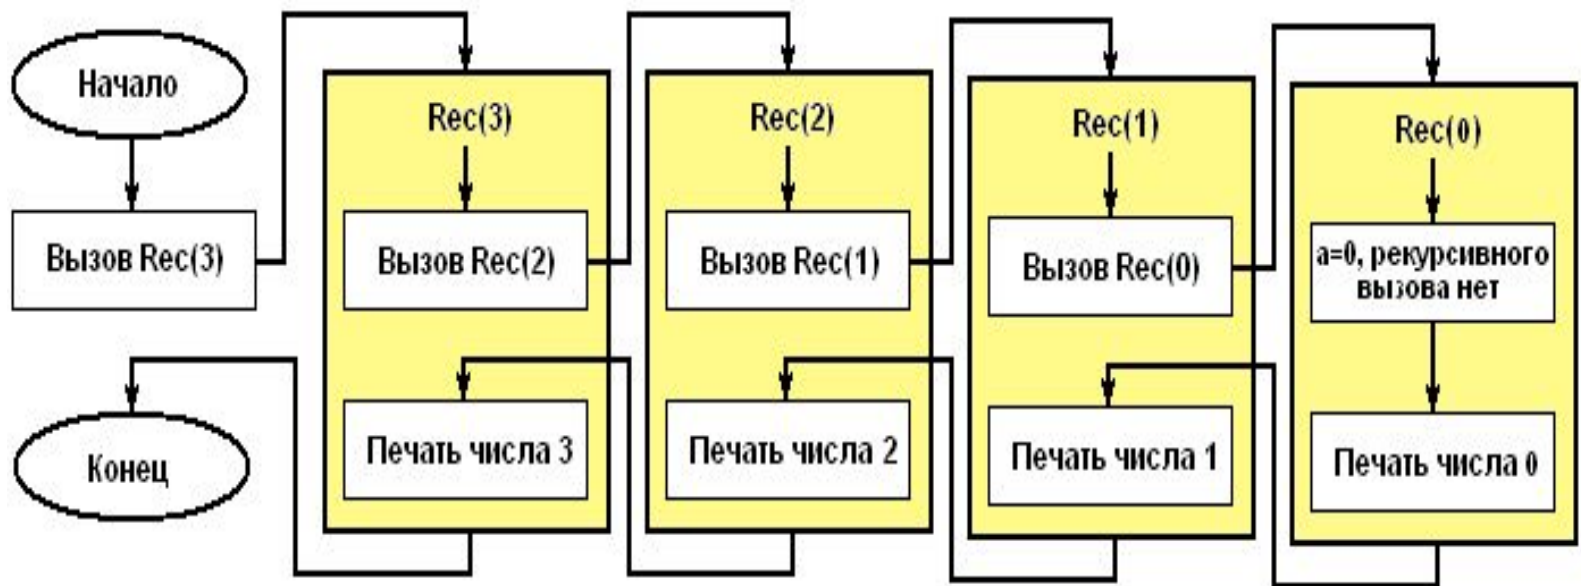 Начало
Вызов Rec(3)
Rec(3)
Вызов Rec(2)
Печать числа 3
Rec(2)
Вызов Rec(1)
Печать числа 2
Rec(1)
Вызов Rec(0)
Печать числа 1
Rec(0)
a=0, рекурсивного
вызова нет
Печать числа 0
Конец